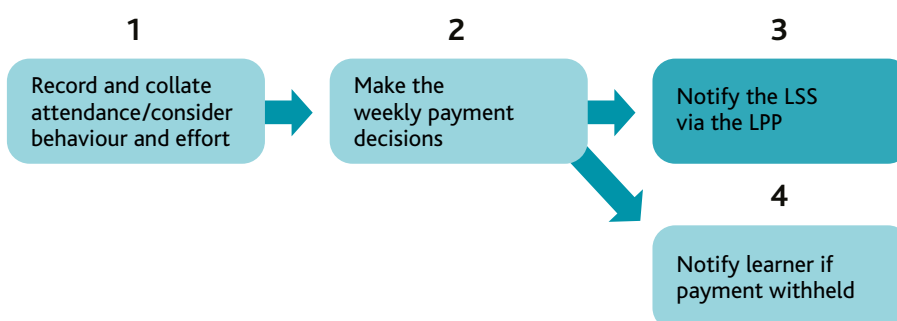 1
Record and collate
attendance/consider
behaviour and effort
2
Make the
weekly payment
decisions
3
Notify the LSS
via the LPP
4
Notify learner if
payment withheld